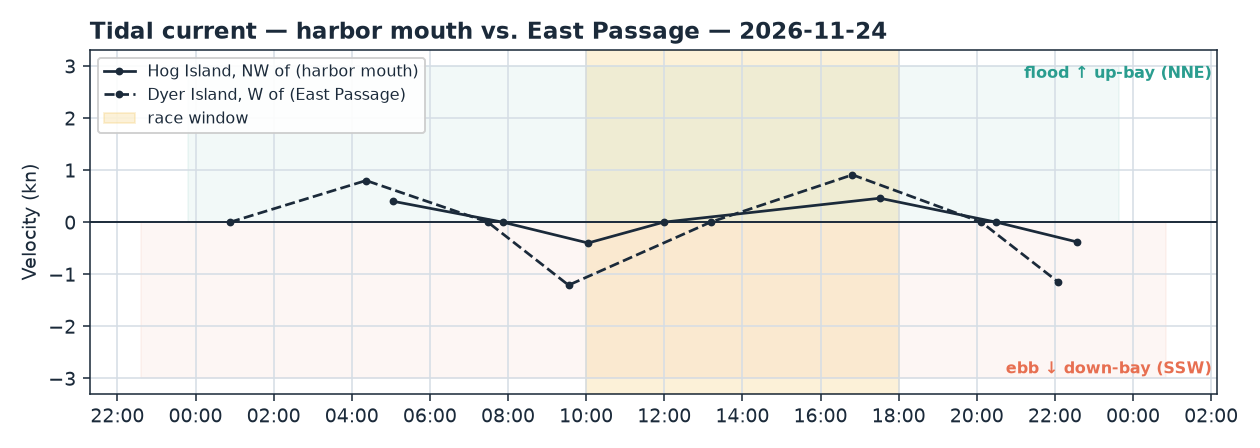 Tidal current — harbor mouth vs. East Passage — 2026-11-24
Hog Island, NW of (harbor mouth)
Dyer Island, W of (East Passage)
race window
flood ↑ up-bay (NNE)
ebb ↓ down-bay (SSW)
Velocity (kn)
3
2
1
0
−1
−2
−3
22:00 00:00 02:00 04:00 06:00 08:00 10:00 12:00 14:00 16:00 18:00 20:00 22:00 00:00 02:00